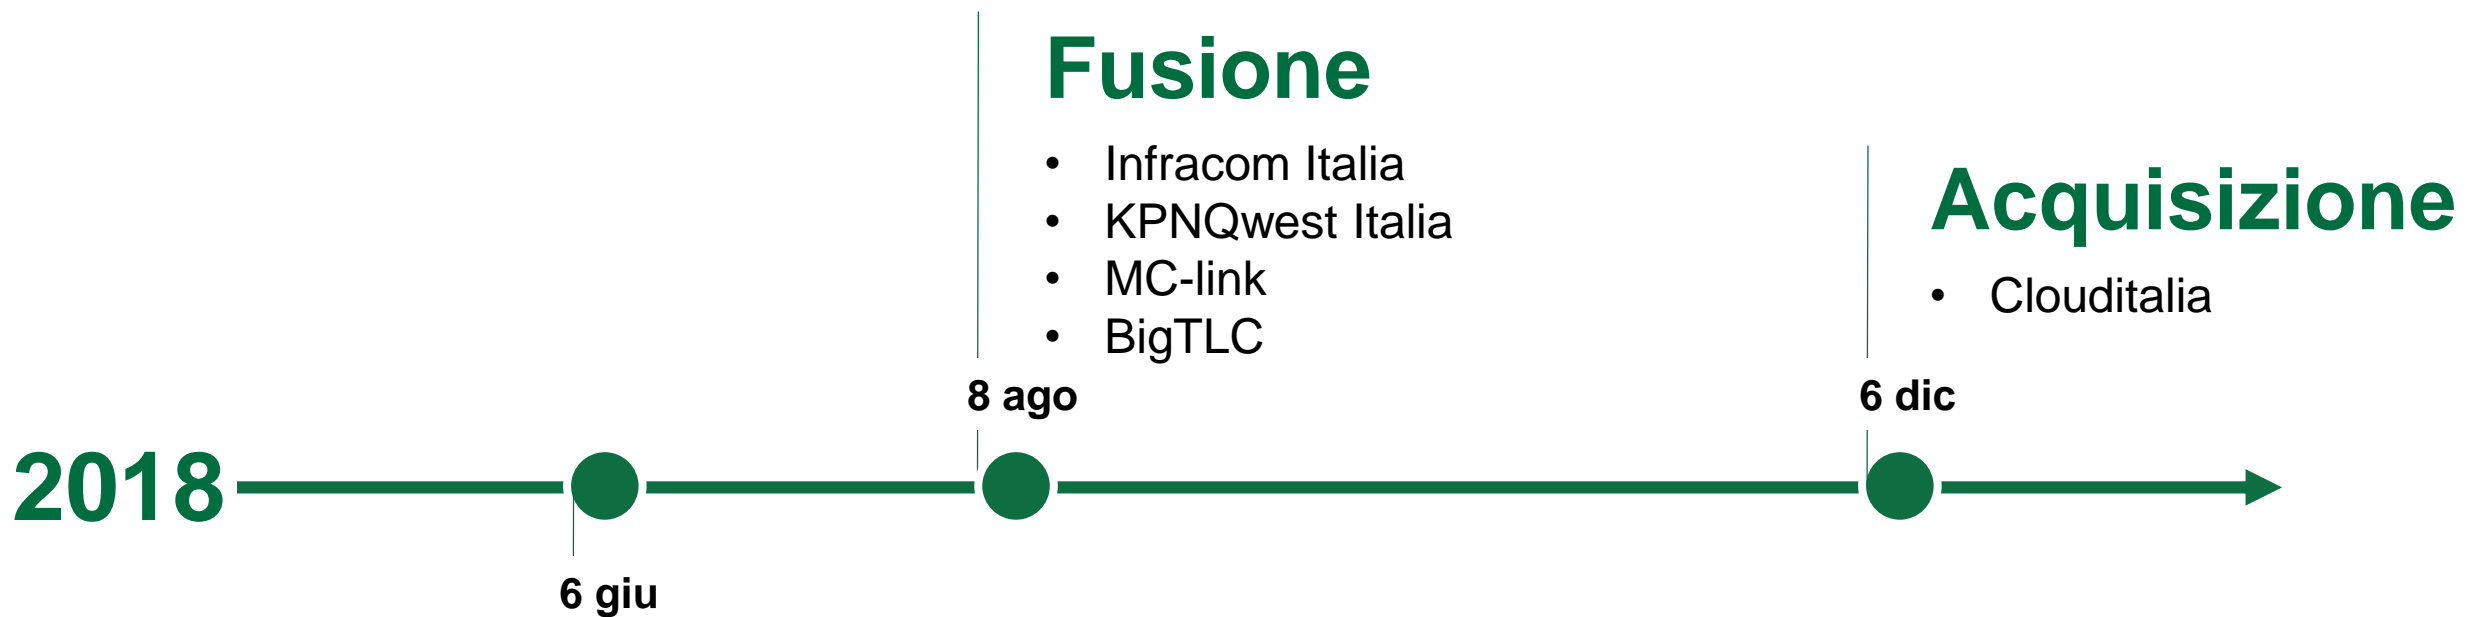 Fusione
• Infracom Italia
• KPNQwest Italia
• MC-link
• BigTLC
Acquisizione
• Clouditalia
8 ago
6 dic
2018
6 giu